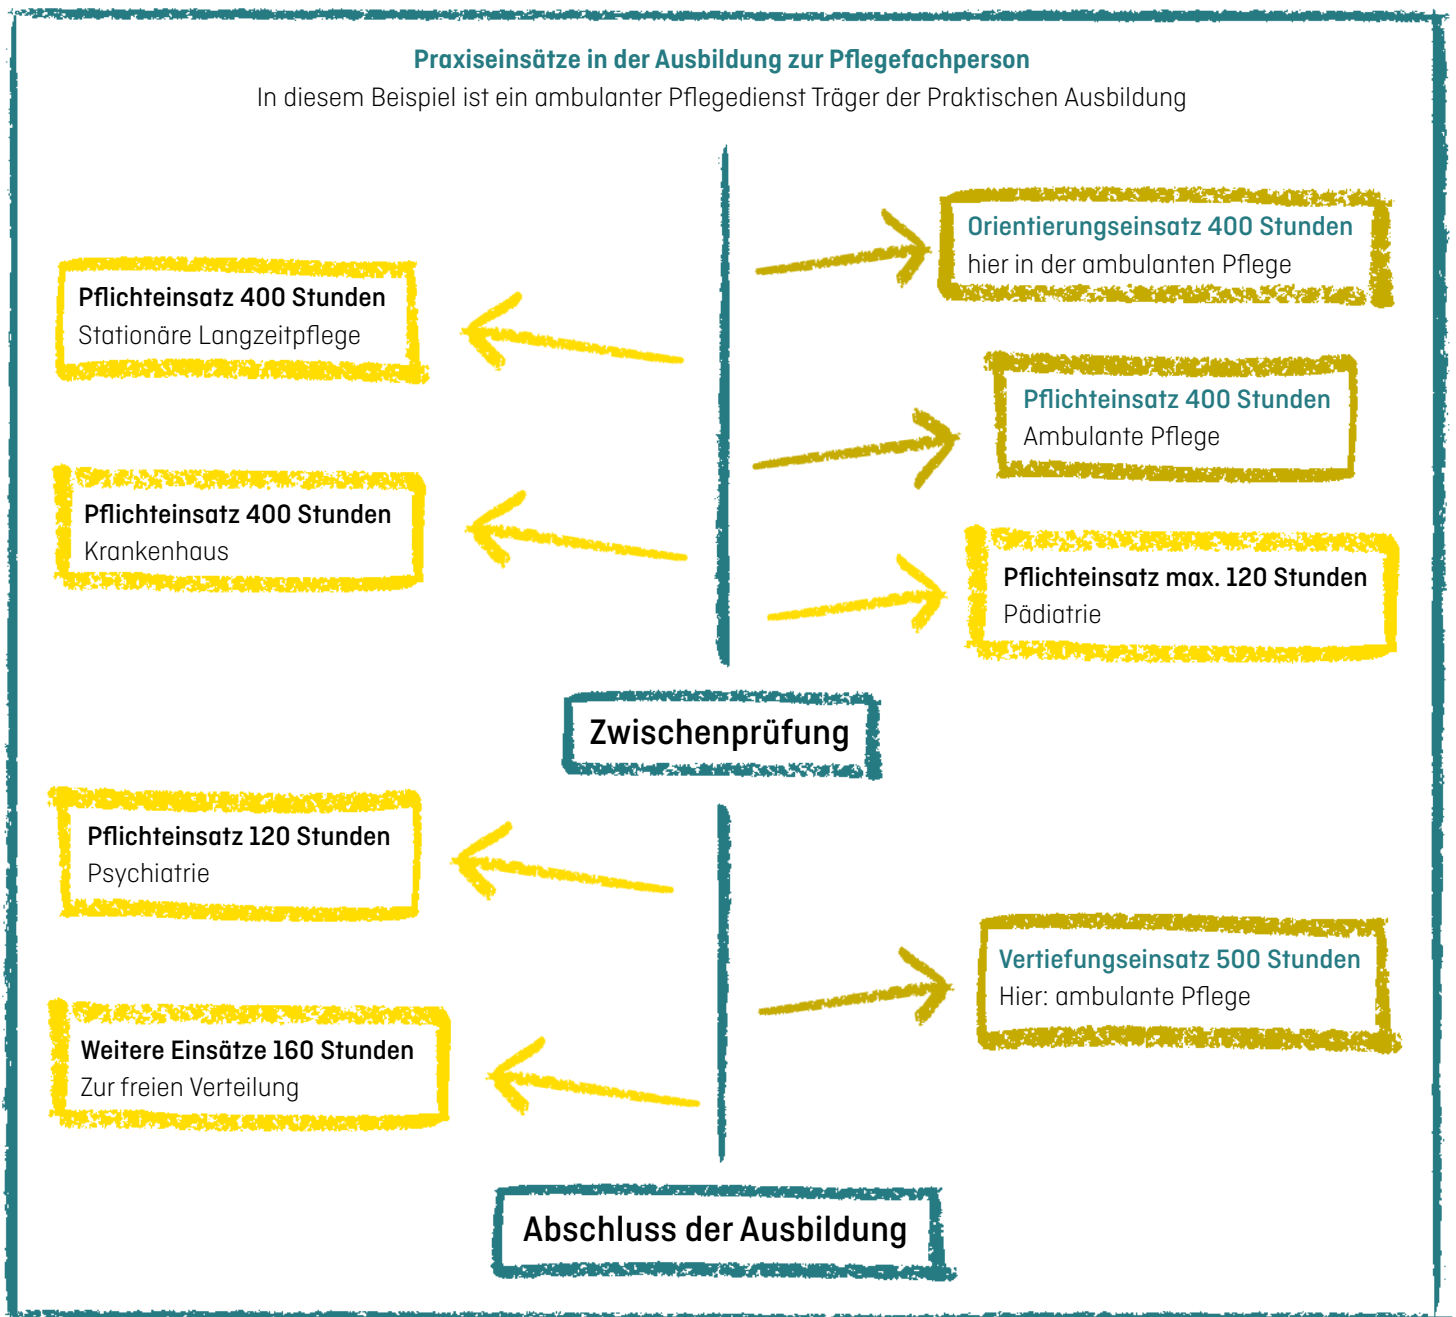 Praxiseinsätze in der Ausbildung zur Pflegefachperson
In diesem Beispiel ist ein ambulanter Pflegedienst Träger der Praktischen Ausbildung
Orientierungseinsatz 400 Stunden
hier in der ambulanten Pflege
Pflichteinsatz 400 Stunden
Stationäre Langzeitpflege
Pflichteinsatz 400 Stunden
Ambulante Pflege
Pflichteinsatz 400 Stunden
Krankenhaus
Pflichteinsatz max. 120 Stunden
Pädiatrie
Zwischenprüfung
Pflichteinsatz 120 Stunden
Psychiatrie
Vertiefungseinsatz 500 Stunden
Hier: ambulante Pflege
Weitere Einsätze 160 Stunden
Zur freien Verteilung
Abschluss der Ausbildung